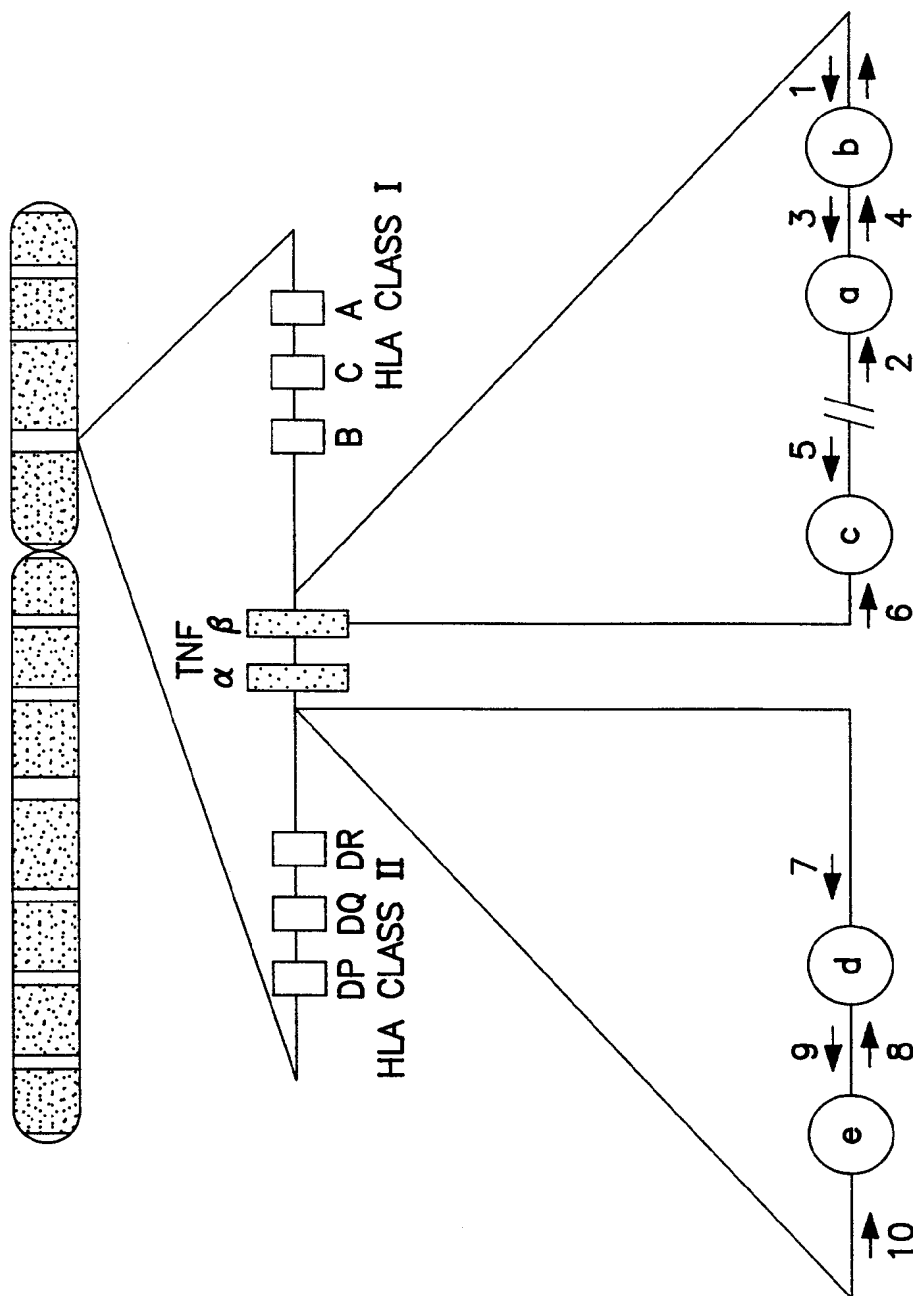 TNF
α β
DP DQ DR
HLA CLASS II
B C A
HLA CLASS I
10
e
9
8
d
7
6
c
5
2
a
3
4
b
1